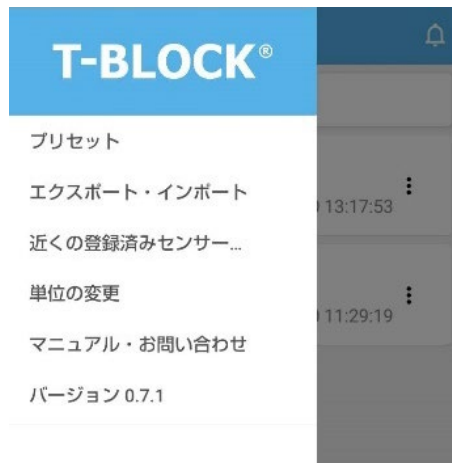 T-BLOCK®
プリセット
エクスポート・インポート
13:17:53
近くの登録済みセンサー...
単位の変更
11:29:19
マニュアル・お問い合わせ
バージョン 0.7.1